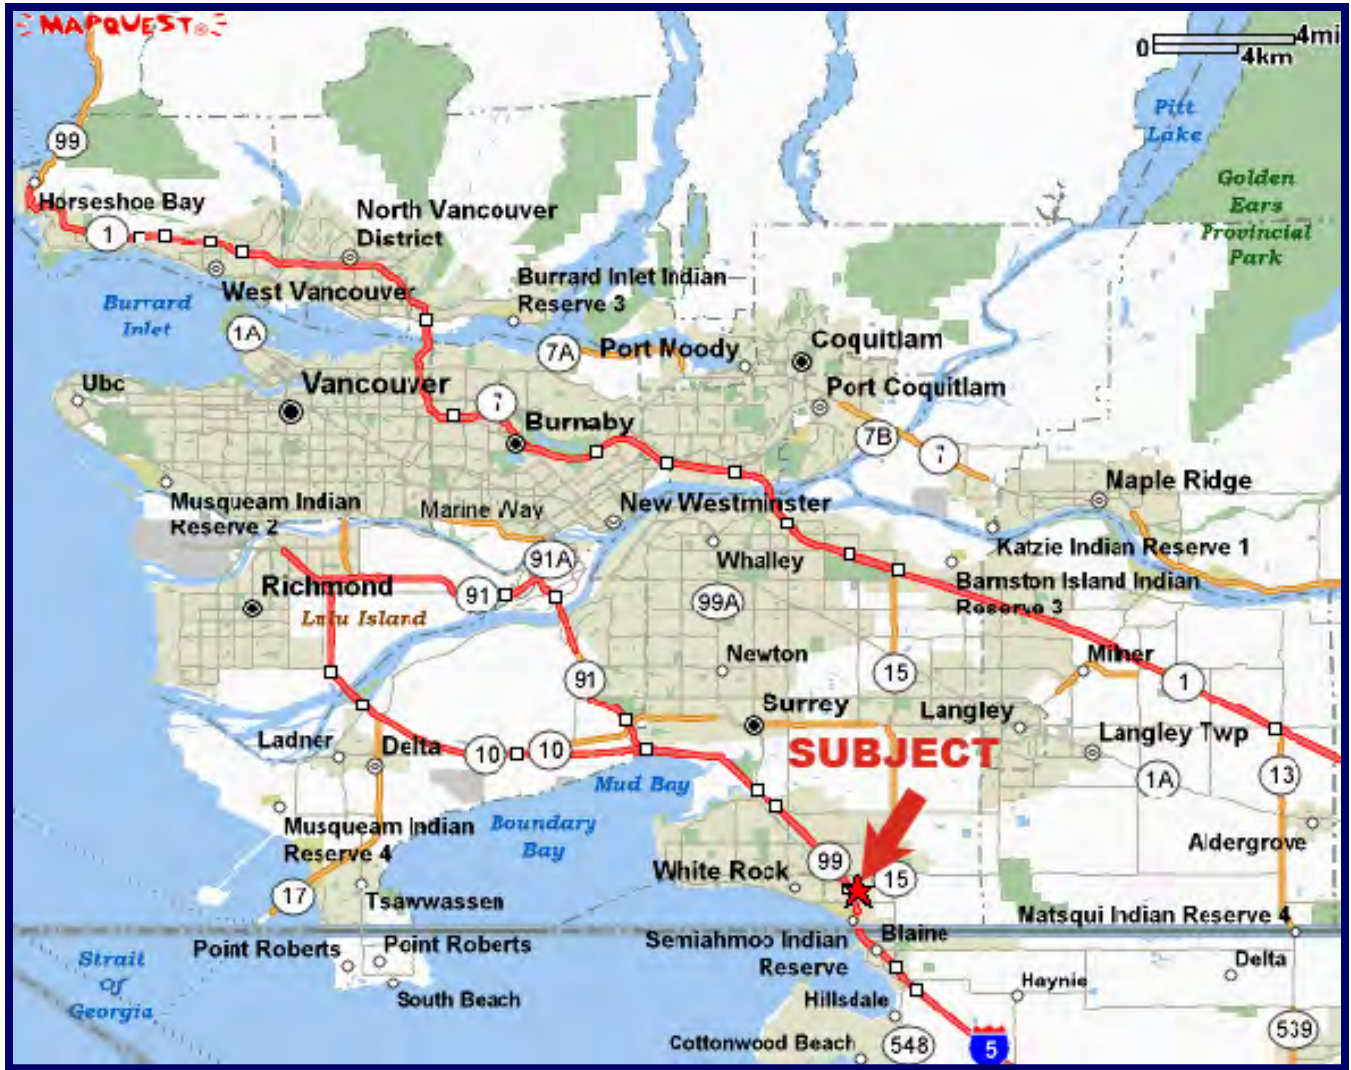 MAPQUEST®
0 4mi
4km
Pitt
Lake
99
Golden
Ears
Provincial
Park
Horseshoe Bay
North Vancouver
District
1
Burrard Inlet Indian
Reserve 3
West Vancouver
Burrard
Inlet
1A
7A
Port Moody
Coquitlam
Ubc
Vancouver
Port Coquitlam
7
Burnaby
7B
7
Maple Ridge
Musqueam Indian
Reserve 2
Marine Way
New Westminster
Katzie Indian Reserve 1
91A
Whalley
Barnston Island Indian
Reserve 3
Richmond
91
99A
Lulu Island
Newton
Milner
15
91
1
Surrey
Langley
Langley Twp
Ladner
Delta
10
10
SUBJECT
Mud Bay
1A
13
Musqueam Indian
Reserve 4
Boundary
Bay
Aldergrove
White Rock
99
15
17
Tsawwassen
Matsqui Indian Reserve 4
Strait
Of
Georgia
Point Roberts
Point Roberts
Semiahmoo Indian
Reserve
Blaine
Delta
South Beach
Hillsdale
Haynie
Cottonwood Beach
548
5
539